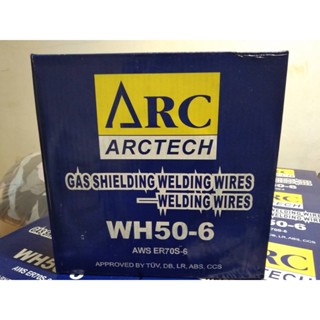 ARC
ARCTECH
GAS SHIELDING WELDING WIRES
WELDING WIRES
WH50-6
AWS ER70S-6
APPROVED BY TÜV, DB, LR, ABS, CCS